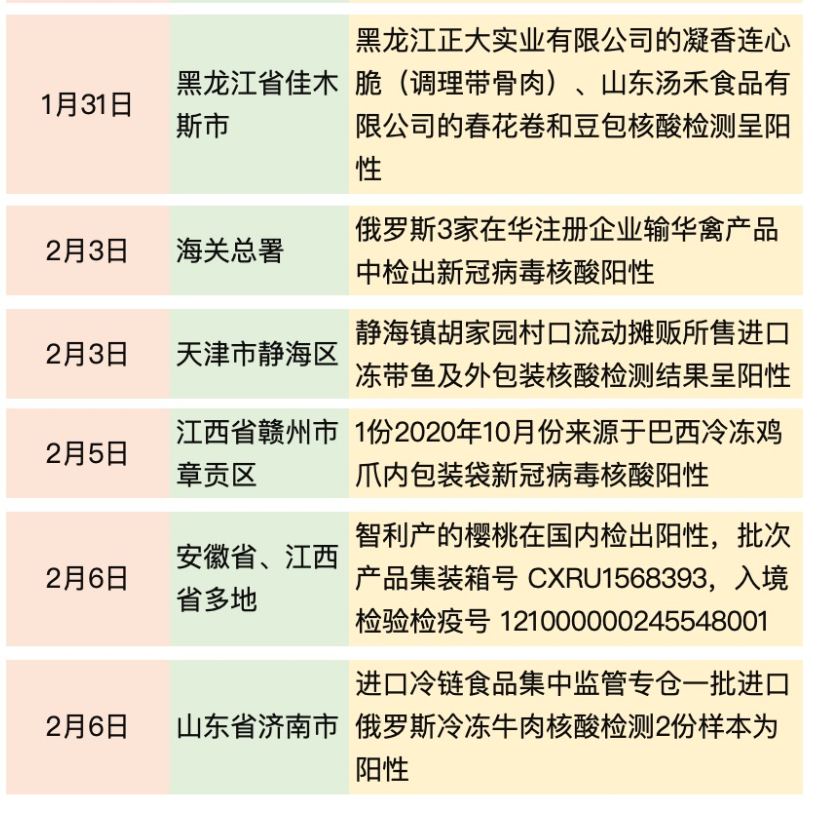 1月31日
黑龙江省佳木
斯市
黑龙江正大实业有限公司的凝香连心
脆（调理带骨肉）、山东汤禾食品有
限公司的春花卷和豆包核酸检测呈阳
性
2月3日
海关总署
俄罗斯3家在华注册企业输华禽产品
中检出新冠病毒核酸阳性
2月3日
天津市静海区
静海镇胡家园村口流动摊贩所售进口
冻带鱼及外包装核酸检测结果呈阳性
2月5日
江西省赣州市
章贡区
1份2020年10月份来源于巴西冷冻鸡
爪内包装袋新冠病毒核酸阳性
2月6日
安徽省、江西
省多地
智利产的樱桃在国内检出阳性，批次
产品集装箱号 CXRU1568393，入境
检验检疫号 121000000245548001
2月6日
山东省济南市
进口冷链食品集中监管专仓一批进口
俄罗斯冷冻牛肉核酸检测2份样本为
阳性